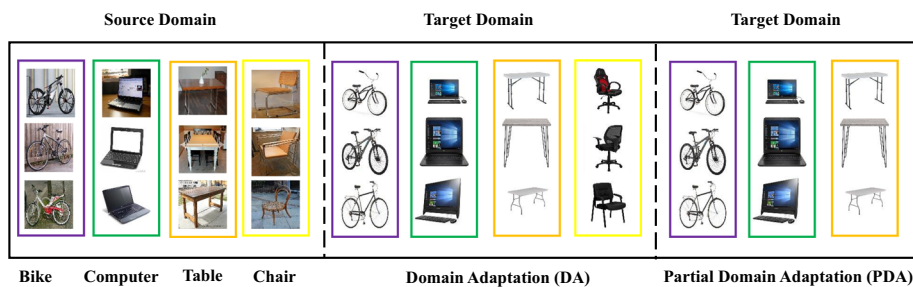 Source Domain
Target Domain
Target Domain
Bike
Computer
Table
Chair
Domain Adaptation (DA)
Partial Domain Adaptation (PDA)